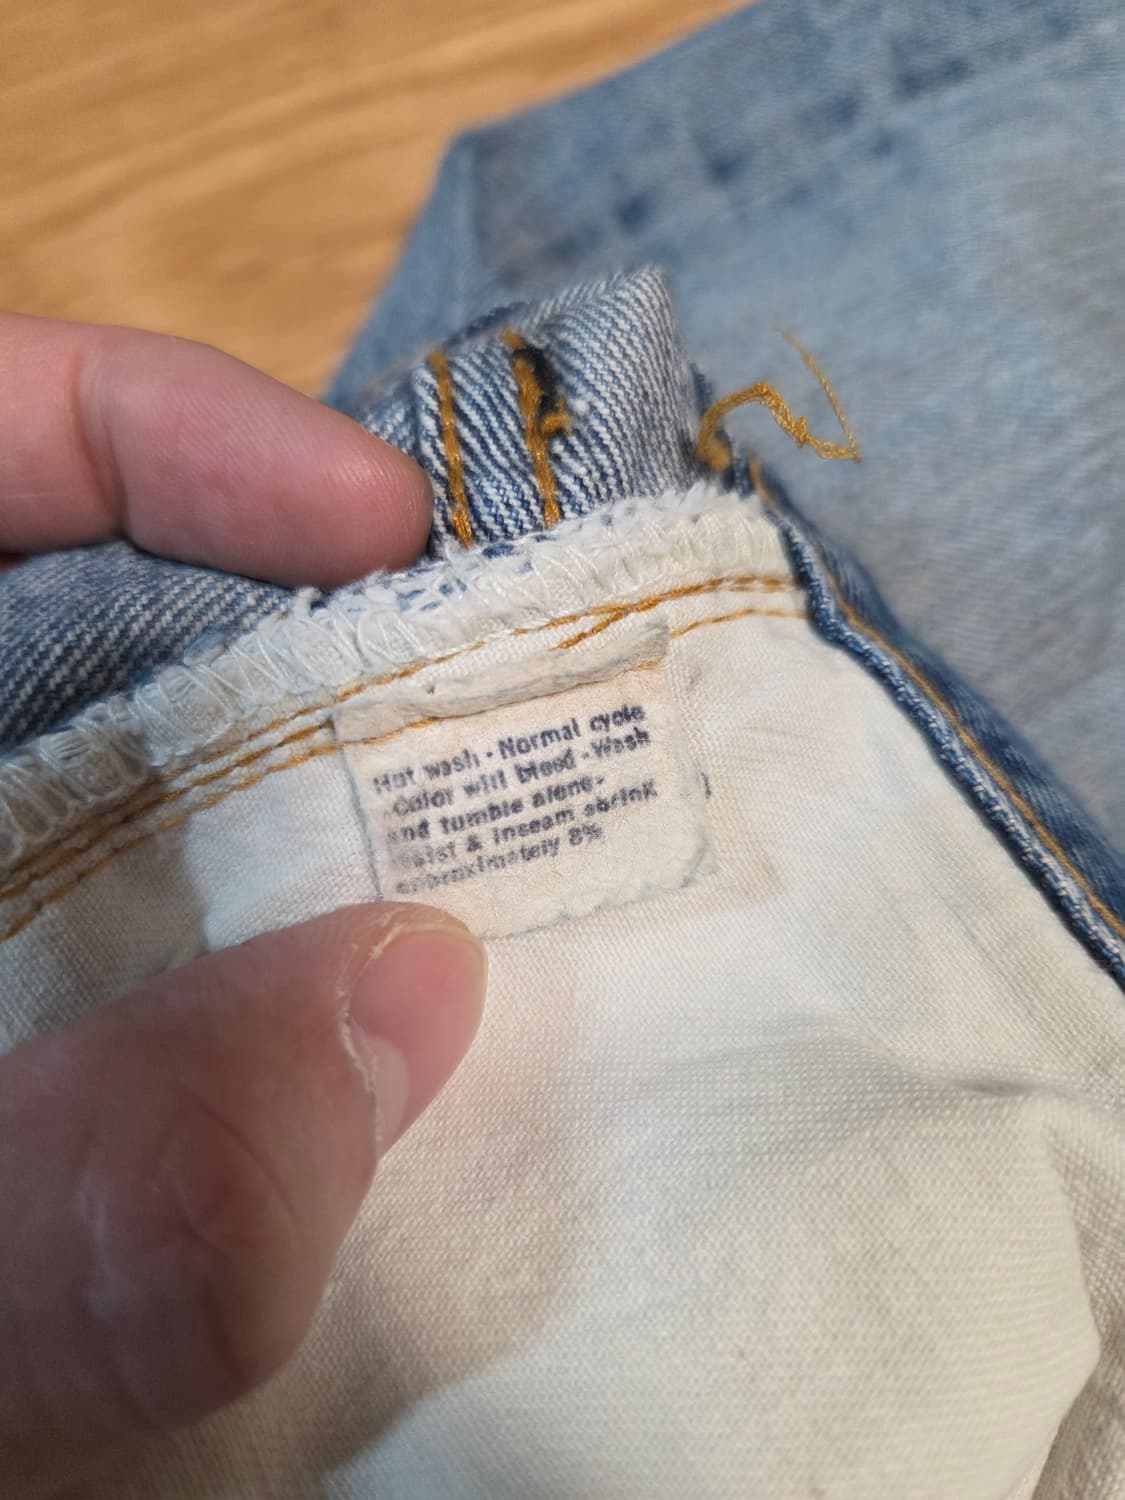 Hot wash · Normal cycle
Color will bleed · Wash
and tumble alone ·
Waist & inseam shrink
approximately 8%